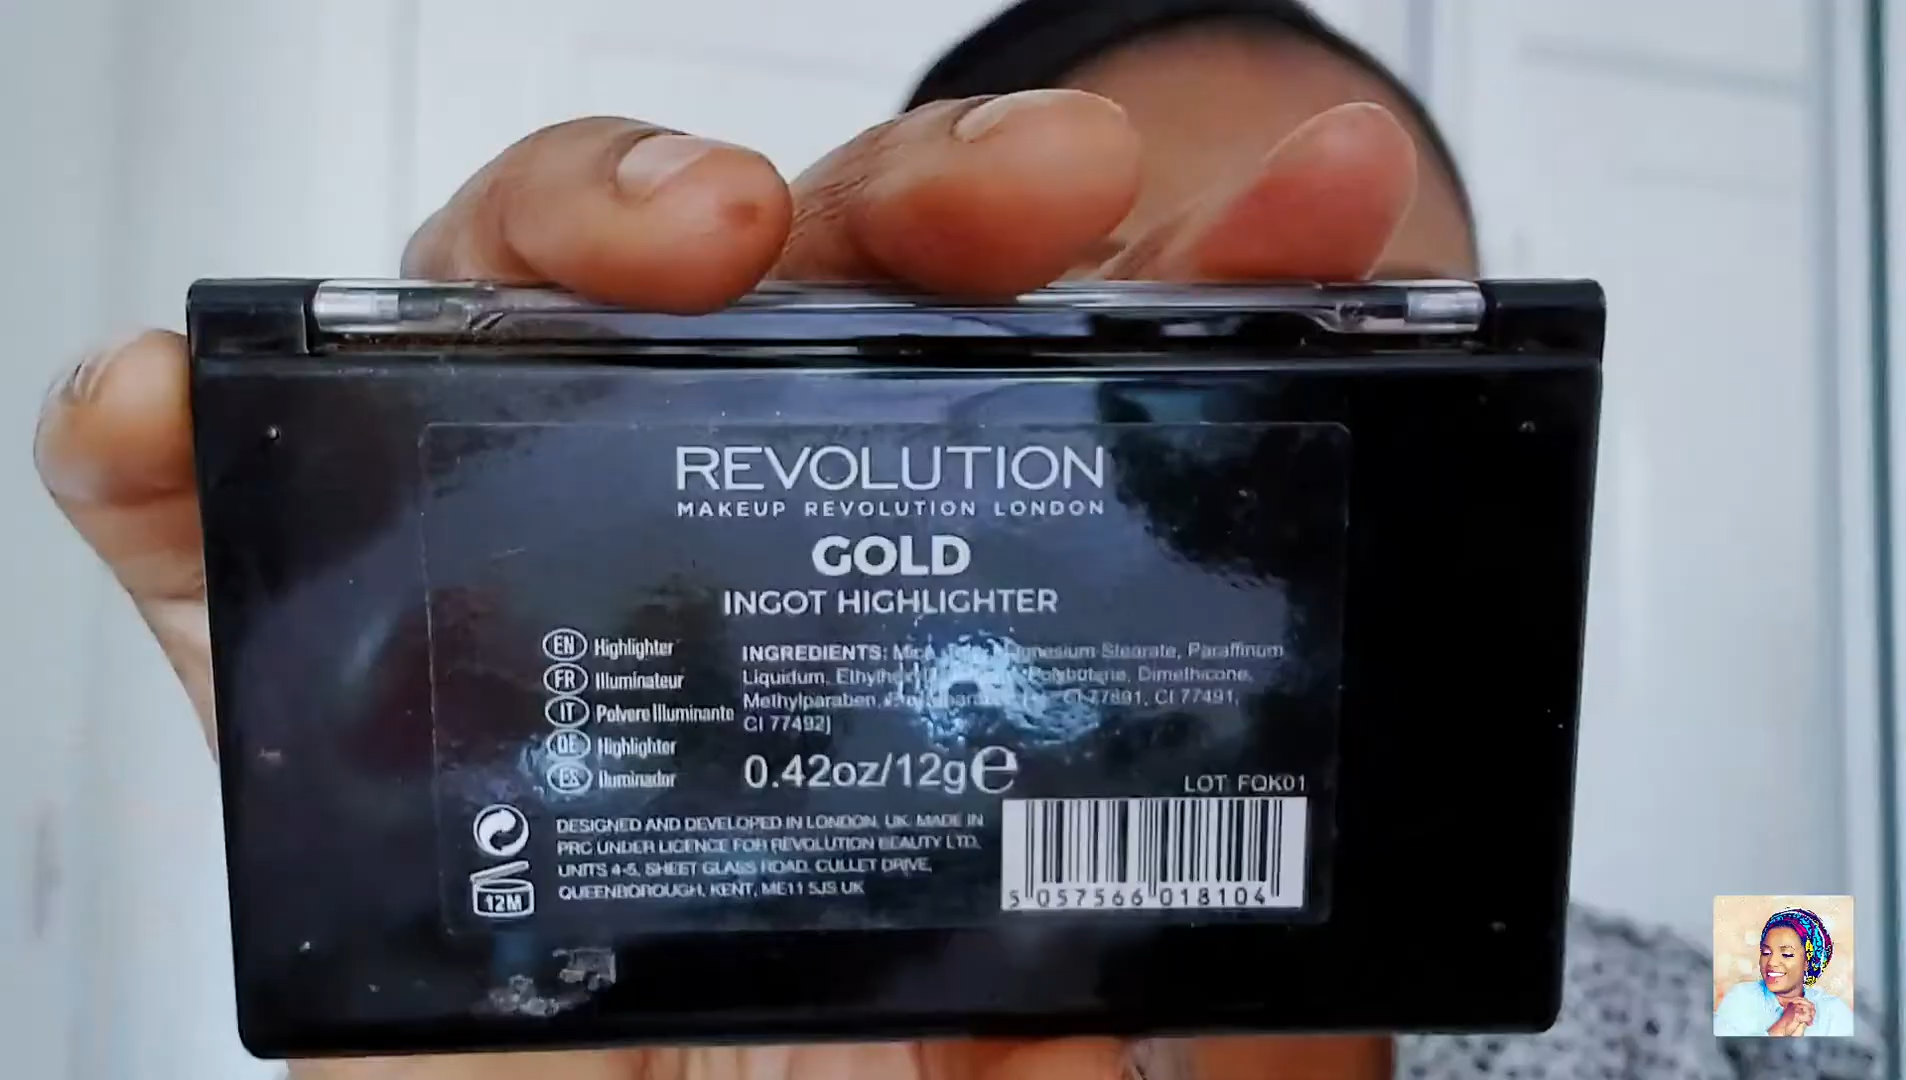 REVOLUTION
MAKEUP REVOLUTION LONDON
GOLD
INGOT HIGHLIGHTER
EN Highlighter
FR Illuminateur
IT Polvere Illuminante
DE Highlighter
ES Iluminador
INGREDIENTS: Mica, Stearate, Paraffinum
Liquidum, Polybutene, Dimethicone,
Methylparaben, CI 77891, CI 77491,
CI 77492]
0.42oz/12g e
LOT FQK01
DESIGNED AND DEVELOPED IN LONDON, UK. MADE IN
PRC UNDER LICENCE FOR REVOLUTION BEAUTY LTD,
UNITS 4-5, SHEET GLASS ROAD, CULLET DRIVE,
QUEENBOROUGH, KENT, ME11 5JS UK
12M
5 057566 018104